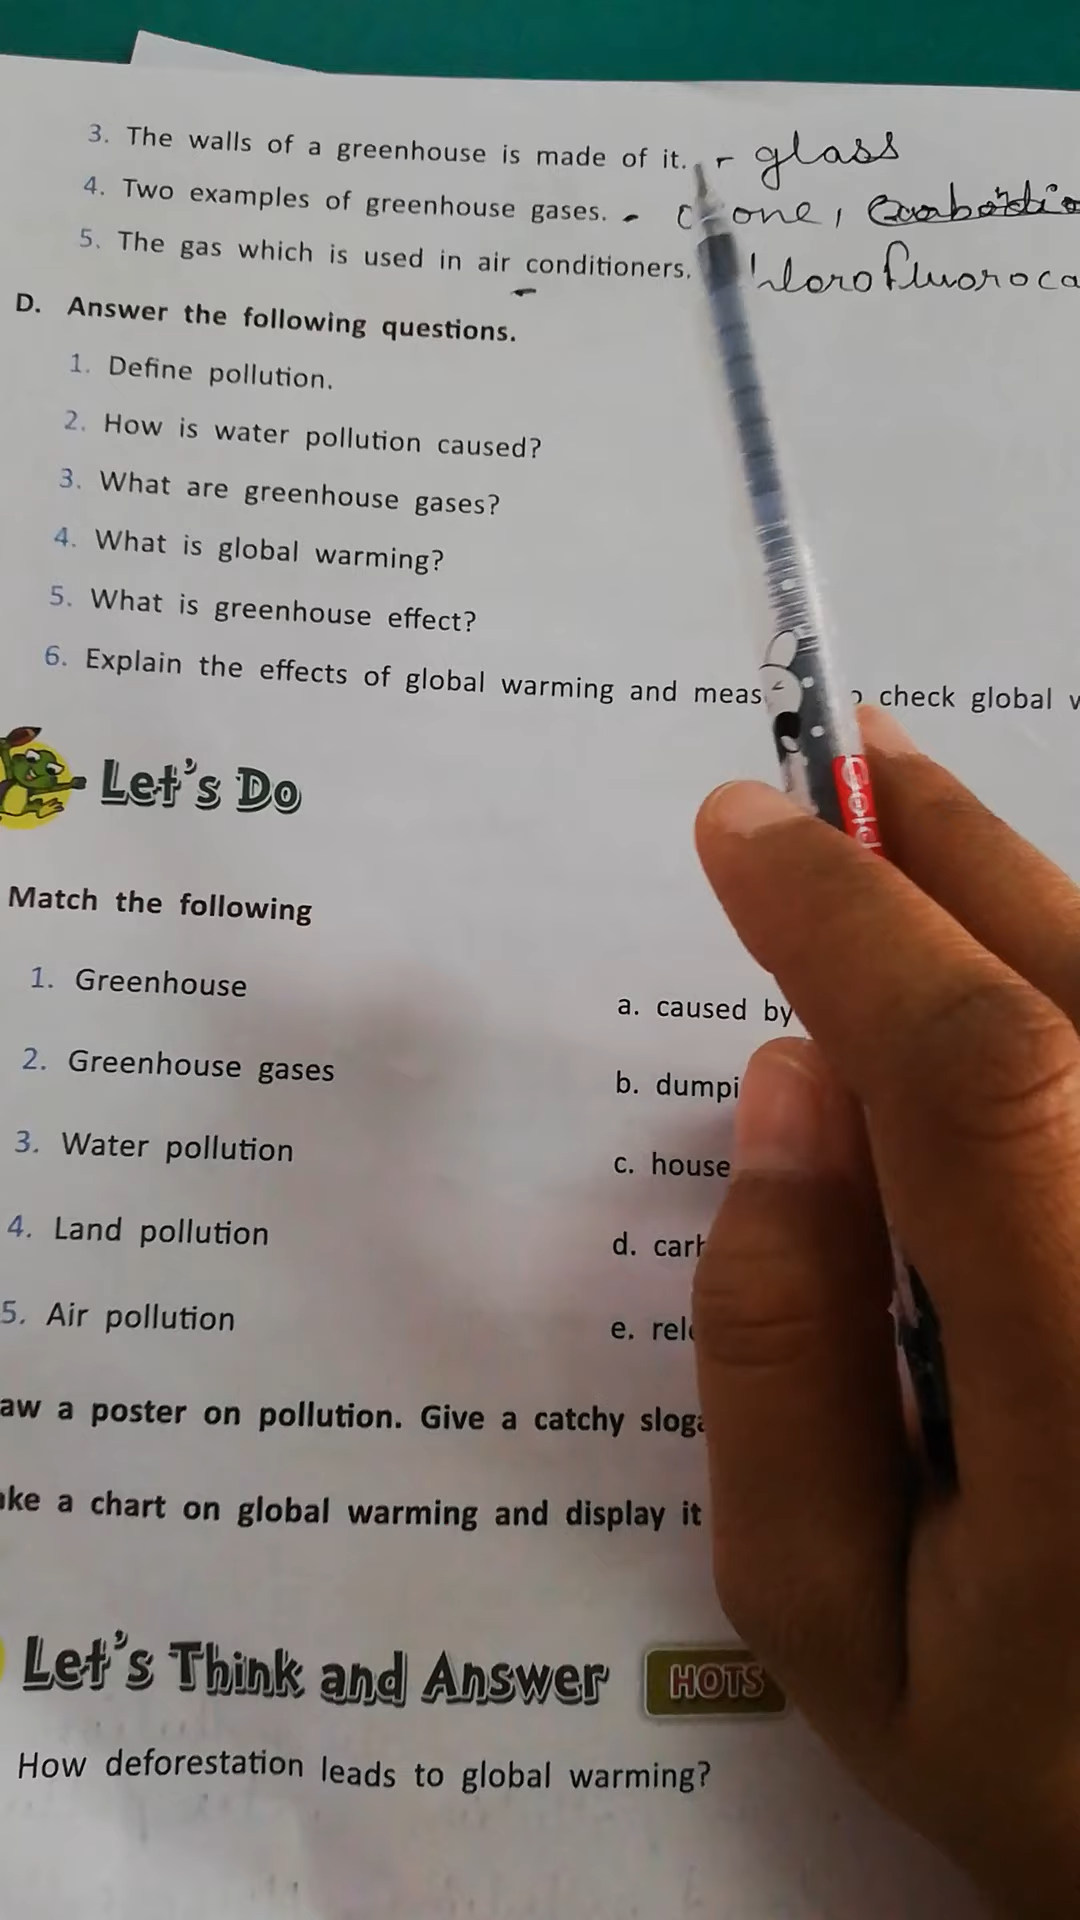 3. The walls of a greenhouse is made of it. - glass
4. Two examples of greenhouse gases. - one,
5. The gas which is used in air conditioners.
D. Answer the following questions.
1. Define pollution.
2. How is water pollution caused?
3. What are greenhouse gases?
4. What is global warming?
5. What is greenhouse effect?
6. Explain the effects of global warming and check global
Let's Do
Match the following
1. Greenhouse
a. caused by
2. Greenhouse gases
b. dumpi
3. Water pollution
c. house
4. Land pollution
d.
5. Air pollution
e.
aw a poster on pollution. Give a catchy
ake a chart on global warming and display it
Let's Think and Answer HOTS
How deforestation leads to global warming?